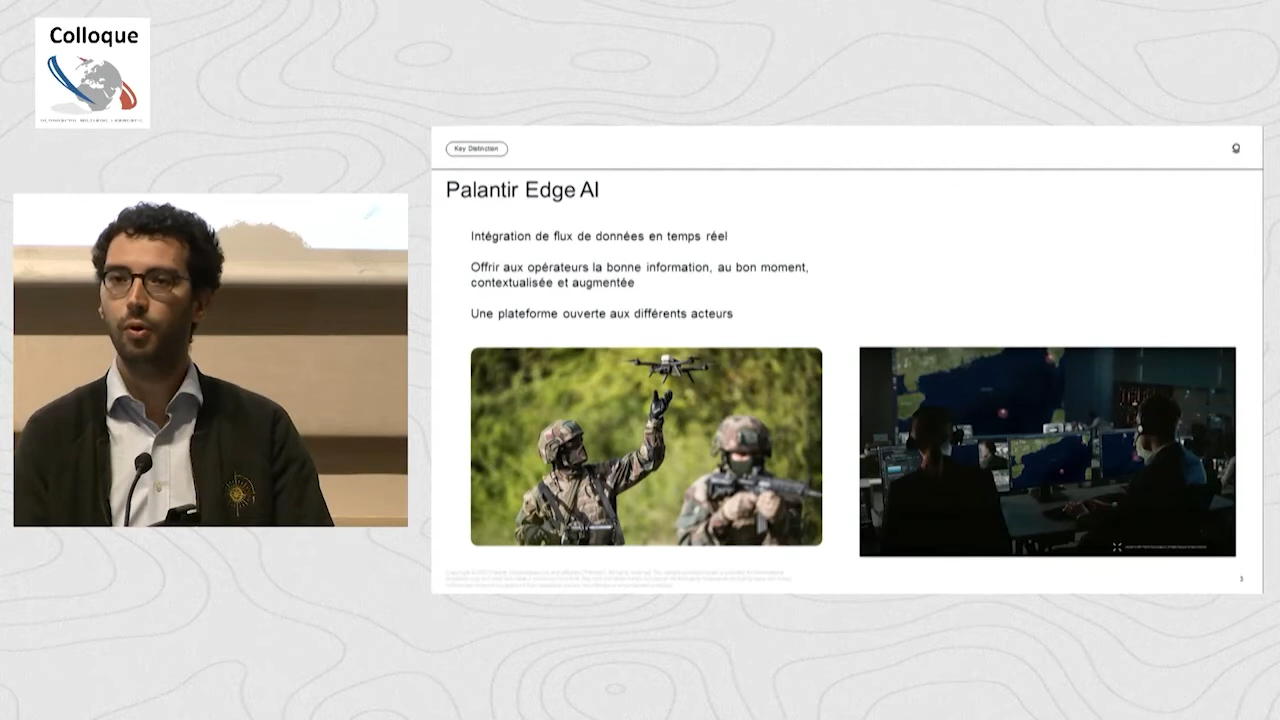 Colloque
Key Distinction
Palantir Edge AI
Intégration de flux de données en temps réel
Offrir aux opérateurs la bonne information, au bon moment,
contextualisée et augmentée
Une plateforme ouverte aux différents acteurs
3